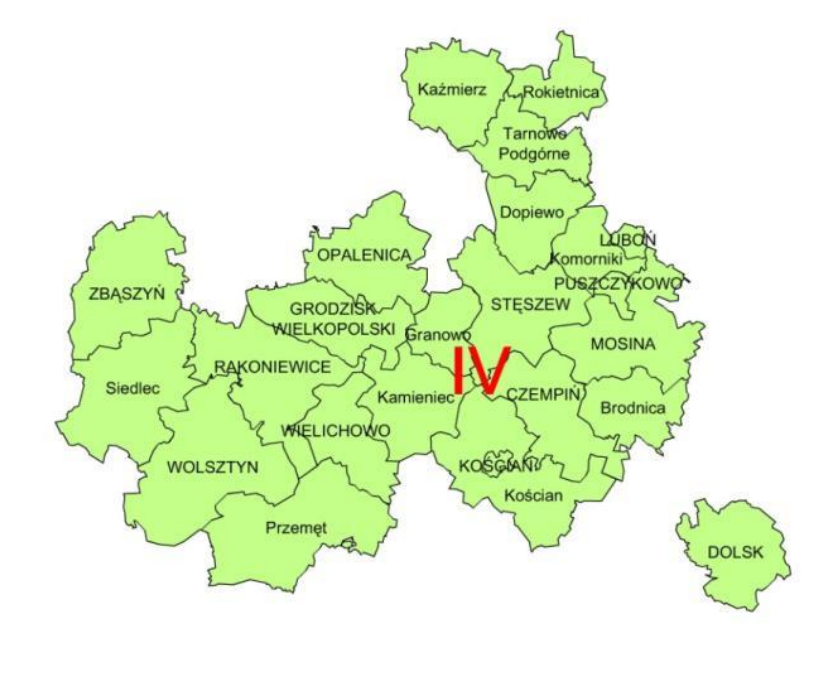 Kaźmierz
Rokietnica
Tarnowo
Podgórne
Dopiewo
LUBOŃ
Komorniki
OPALENICA
PUSZCZYKOWO
ZBĄSZYŃ
STĘSZEW
GRODZISK
WIELKOPOLSKI
Granowo
MOSINA
RAKONIEWICE
IV
Siedlec
Kamieniec
CZEMPIŃ
Brodnica
WIELICHOWO
WOLSZTYN
KOŚCIAN
Kościan
Przemęt
DOLSK